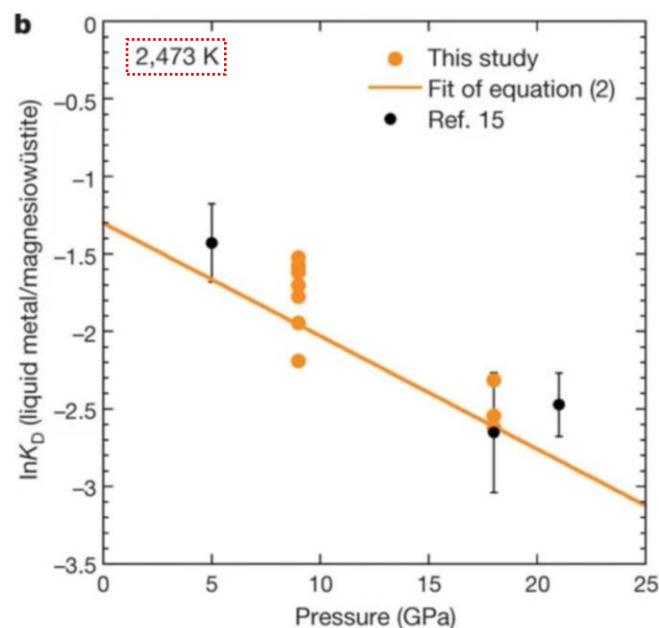 b
2,473 K
This study
Fit of equation (2)
Ref. 15
0
−0.5
−1
−1.5
−2
−2.5
−3
−3.5
lnK_D (liquid metal/magnesiowüstite)
0 5 10 15 20 25
Pressure (GPa)